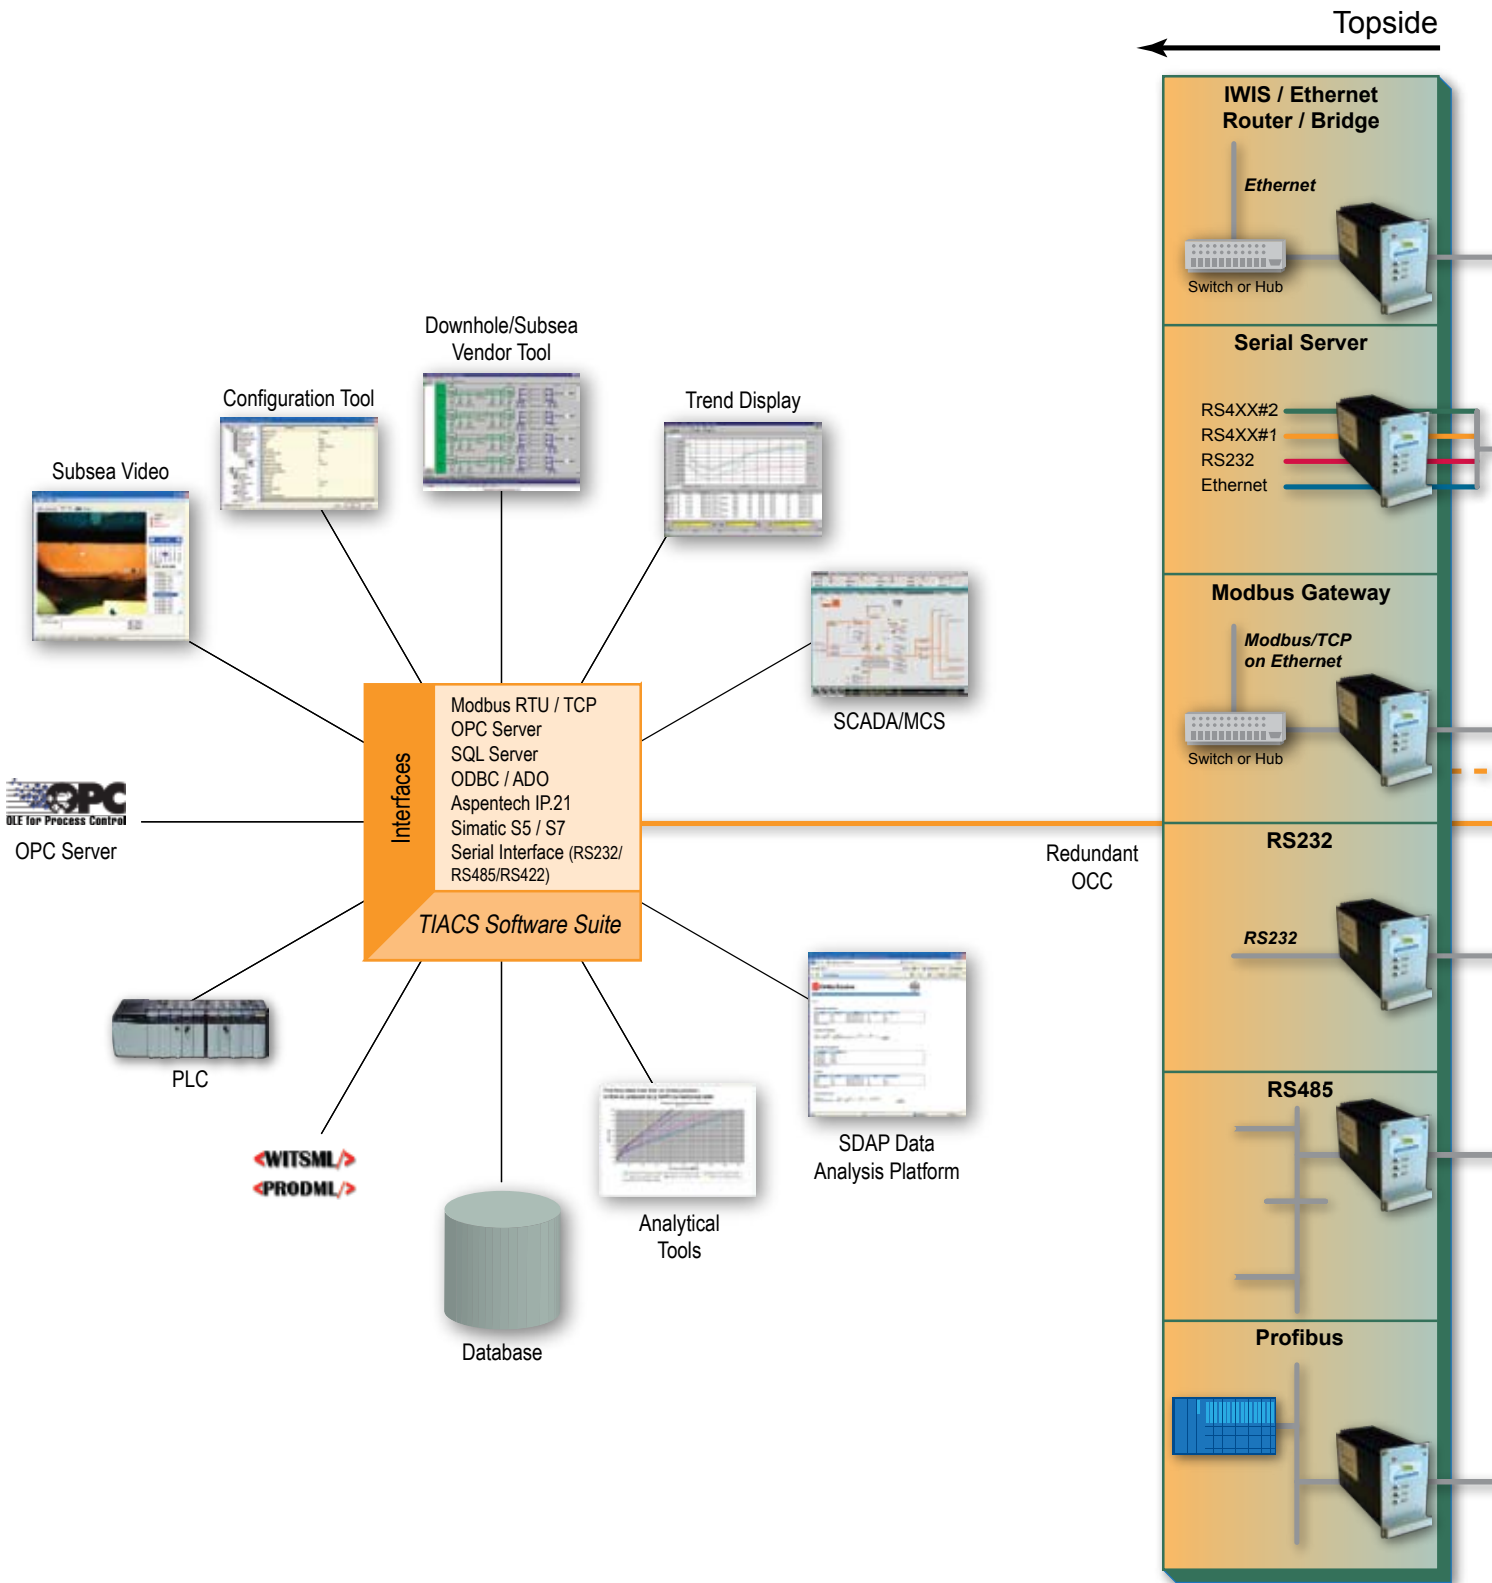 Topside
IWIS / Ethernet
Router / Bridge
Ethernet
Switch or Hub
Serial Server
RS4XX#2
RS4XX#1
RS232
Ethernet
Modbus Gateway
Modbus/TCP
on Ethernet
Switch or Hub
RS232
RS232
RS485
Profibus
Downhole/Subsea
Vendor Tool
Configuration Tool
Trend Display
Subsea Video
SCADA/MCS
Interfaces
Modbus RTU / TCP
OPC Server
SQL Server
ODBC / ADO
Aspentech IP.21
Simatic S5 / S7
Serial Interface (RS232/
RS485/RS422)
TIACS Software Suite
OPC
OLE for Process Control
OPC Server
Redundant
OCC
PLC
<WITSML/>
<PRODML/>
Database
Analytical
Tools
SDAP Data
Analysis Platform